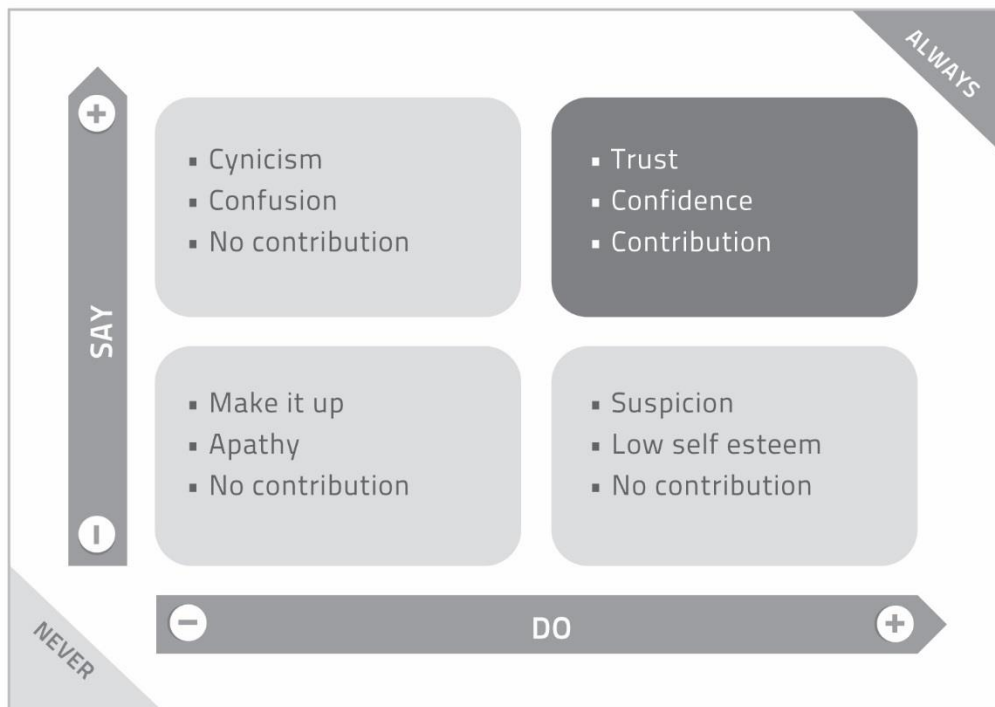 ALWAYS
+
▪ Cynicism
▪ Confusion
▪ No contribution
▪ Trust
▪ Confidence
▪ Contribution
SAY
▪ Make it up
▪ Apathy
▪ No contribution
▪ Suspicion
▪ Low self esteem
▪ No contribution
−
− DO +
NEVER